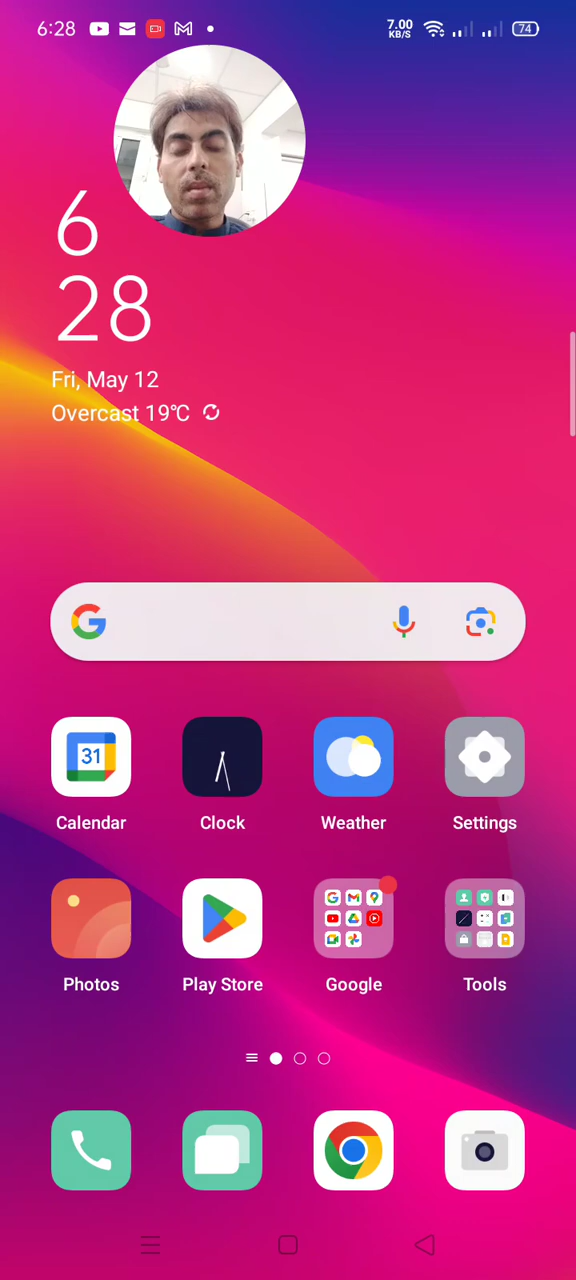 6:28
7.00
KB/S
74
6
28
Fri, May 12
Overcast 19℃
31
Calendar
Clock
Weather
Settings
Photos
Play Store
Google
Tools